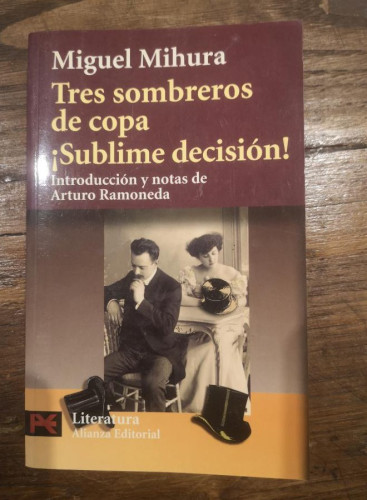 Miguel Mihura
Tres sombreros
de copa
¡Sublime decisión!
Introducción y notas de
Arturo Ramoneda
Literatura
Alianza Editorial